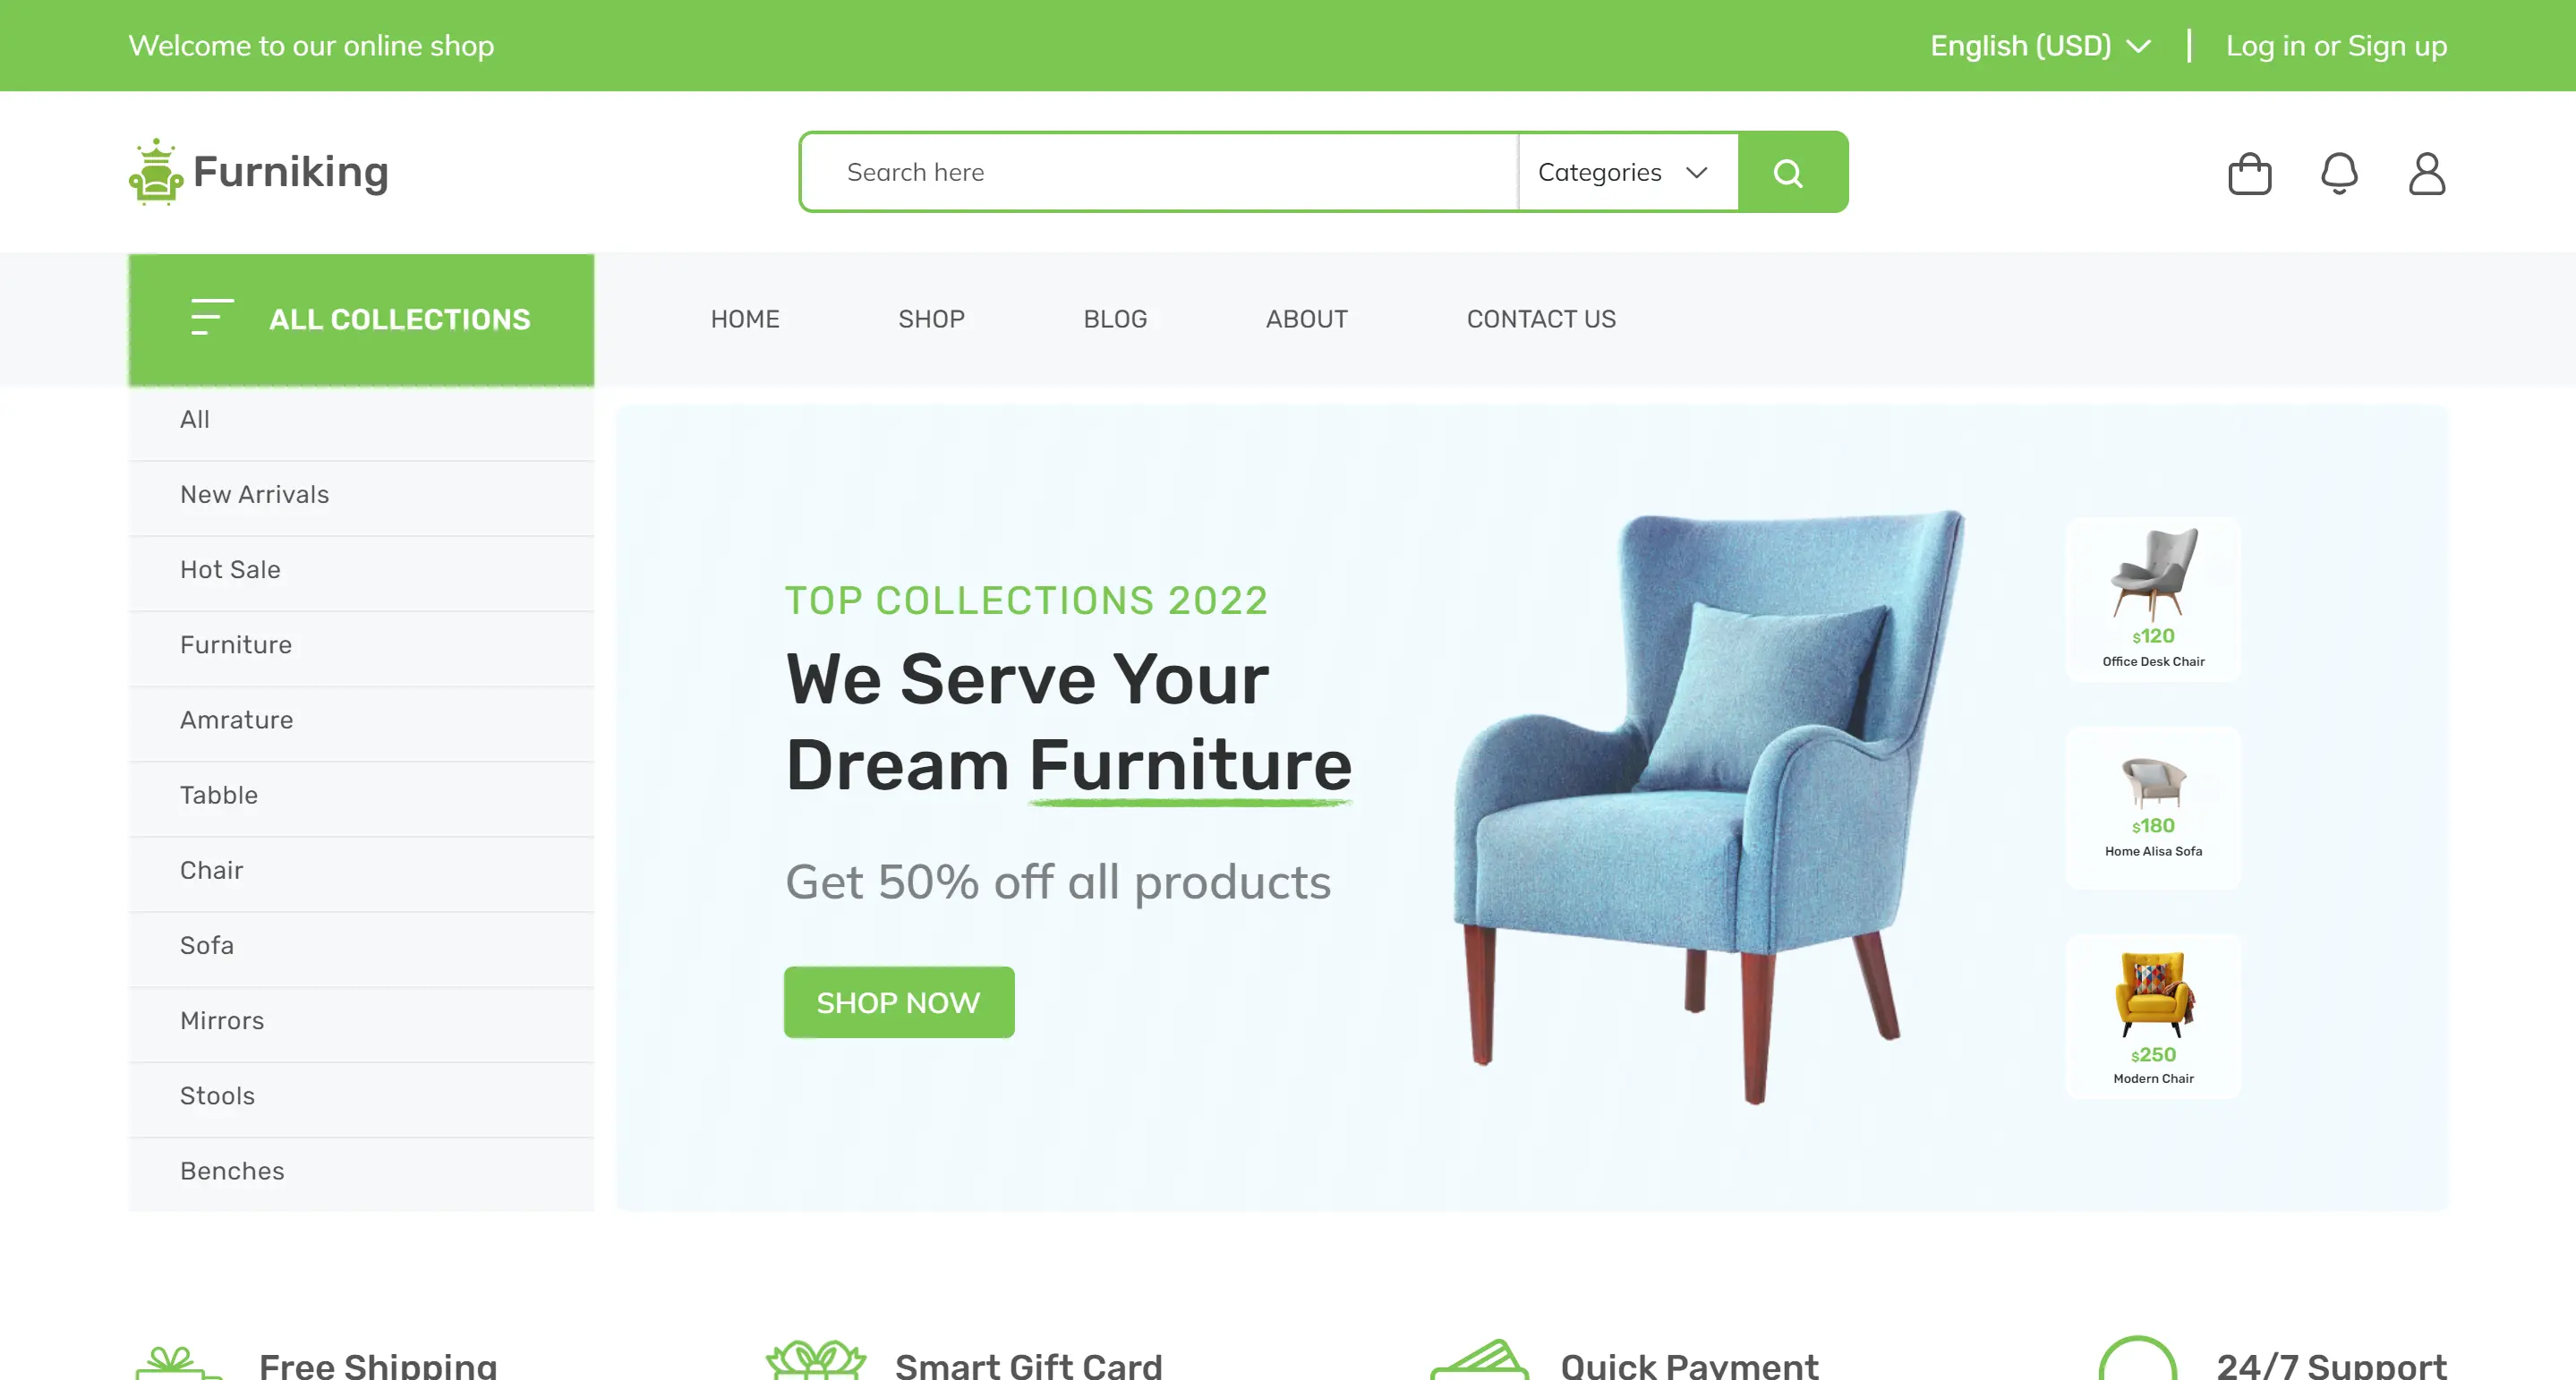 Welcome to our online shop
English (USD)
Log in or Sign up
Furniking
Search here
Categories
ALL COLLECTIONS
HOME
SHOP
BLOG
ABOUT
CONTACT US
All
New Arrivals
Hot Sale
Furniture
Amrature
Tabble
Chair
Sofa
Mirrors
Stools
Benches
TOP COLLECTIONS 2022
We Serve Your
Dream Furniture
Get 50% off all products
SHOP NOW
$120
Office Desk Chair
$180
Home Alisa Sofa
$250
Modern Chair
Free Shipping
Smart Gift Card
Quick Payment
24/7 Support